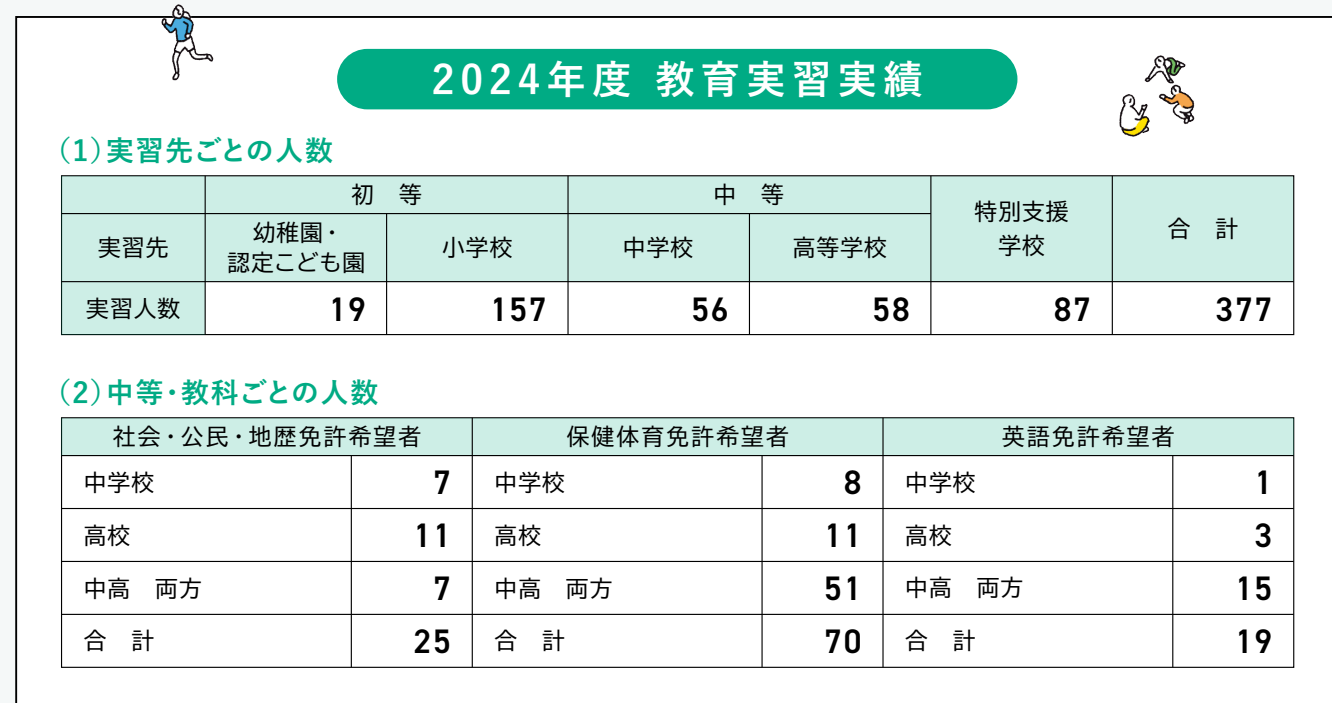 2024年度 教育実習実績
(1)実習先ごとの人数
実習先 初 等 中 等 特別支援学校 合 計
幼稚園・認定こども園 小学校 中学校 高等学校
実習人数 19 157 56 58 87 377
(2)中等・教科ごとの人数
社会・公民・地歴免許希望者 保健体育免許希望者 英語免許希望者
中学校 7 中学校 8 中学校 1
高校 11 高校 11 高校 3
中高 両方 7 中高 両方 51 中高 両方 15
合 計 25 合 計 70 合 計 19